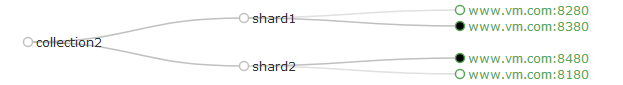 collection2
shard1
www.vm.com:8280
www.vm.com:8380
shard2
www.vm.com:8480
www.vm.com:8180